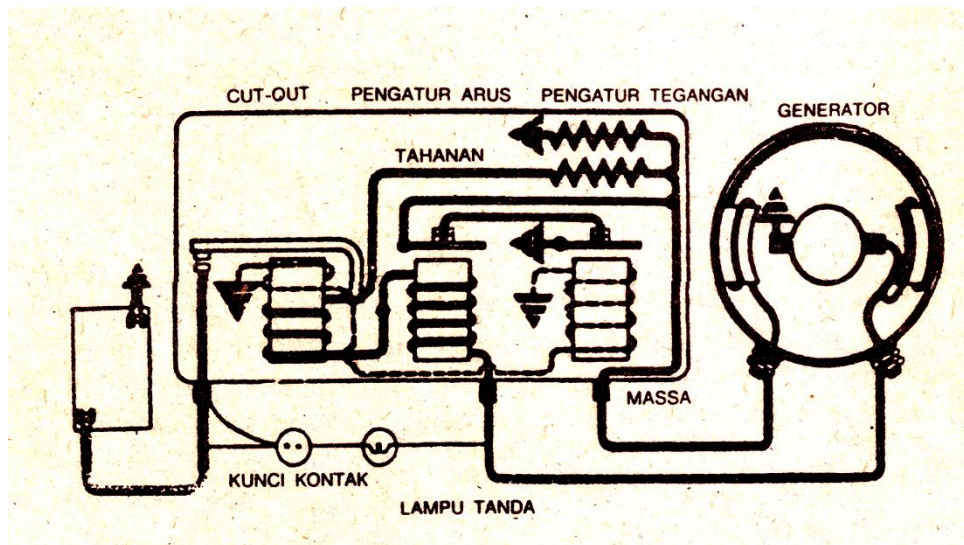 CUT-OUT
PENGATUR ARUS
PENGATUR TEGANGAN
GENERATOR
TAHANAN
MASSA
KUNCI KONTAK
LAMPU TANDA